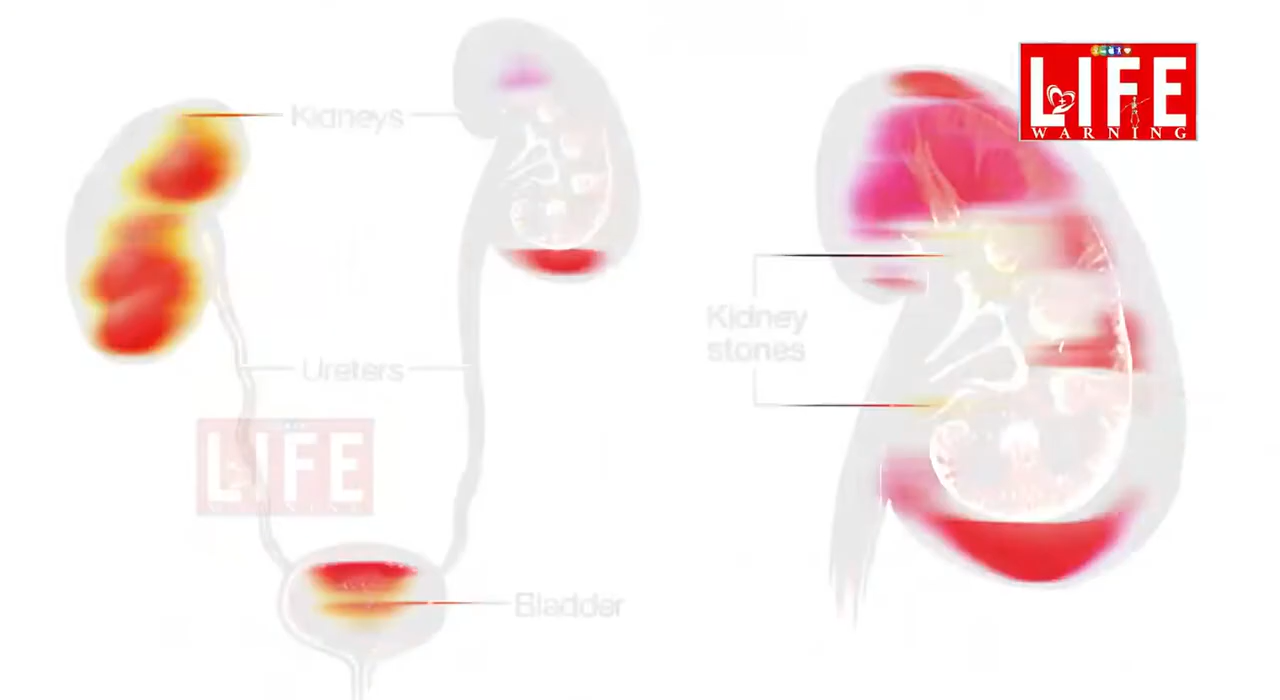 LIFE
WARNING
Kidneys
Kidney
stones
Ureters
LIFE
Bladder